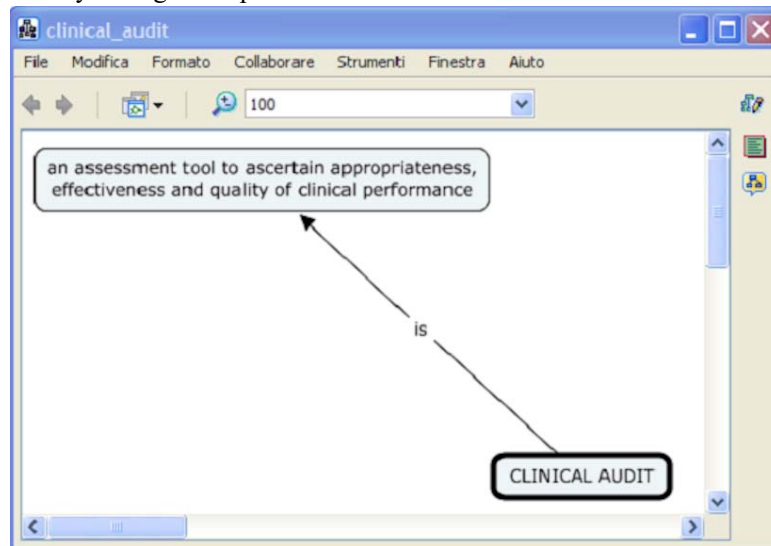 clinical_audit
File Modifica Formato Collaborare Strumenti Finestra Aiuto
100
an assessment tool to ascertain appropriateness,
effectiveness and quality of clinical performance
is
CLINICAL AUDIT